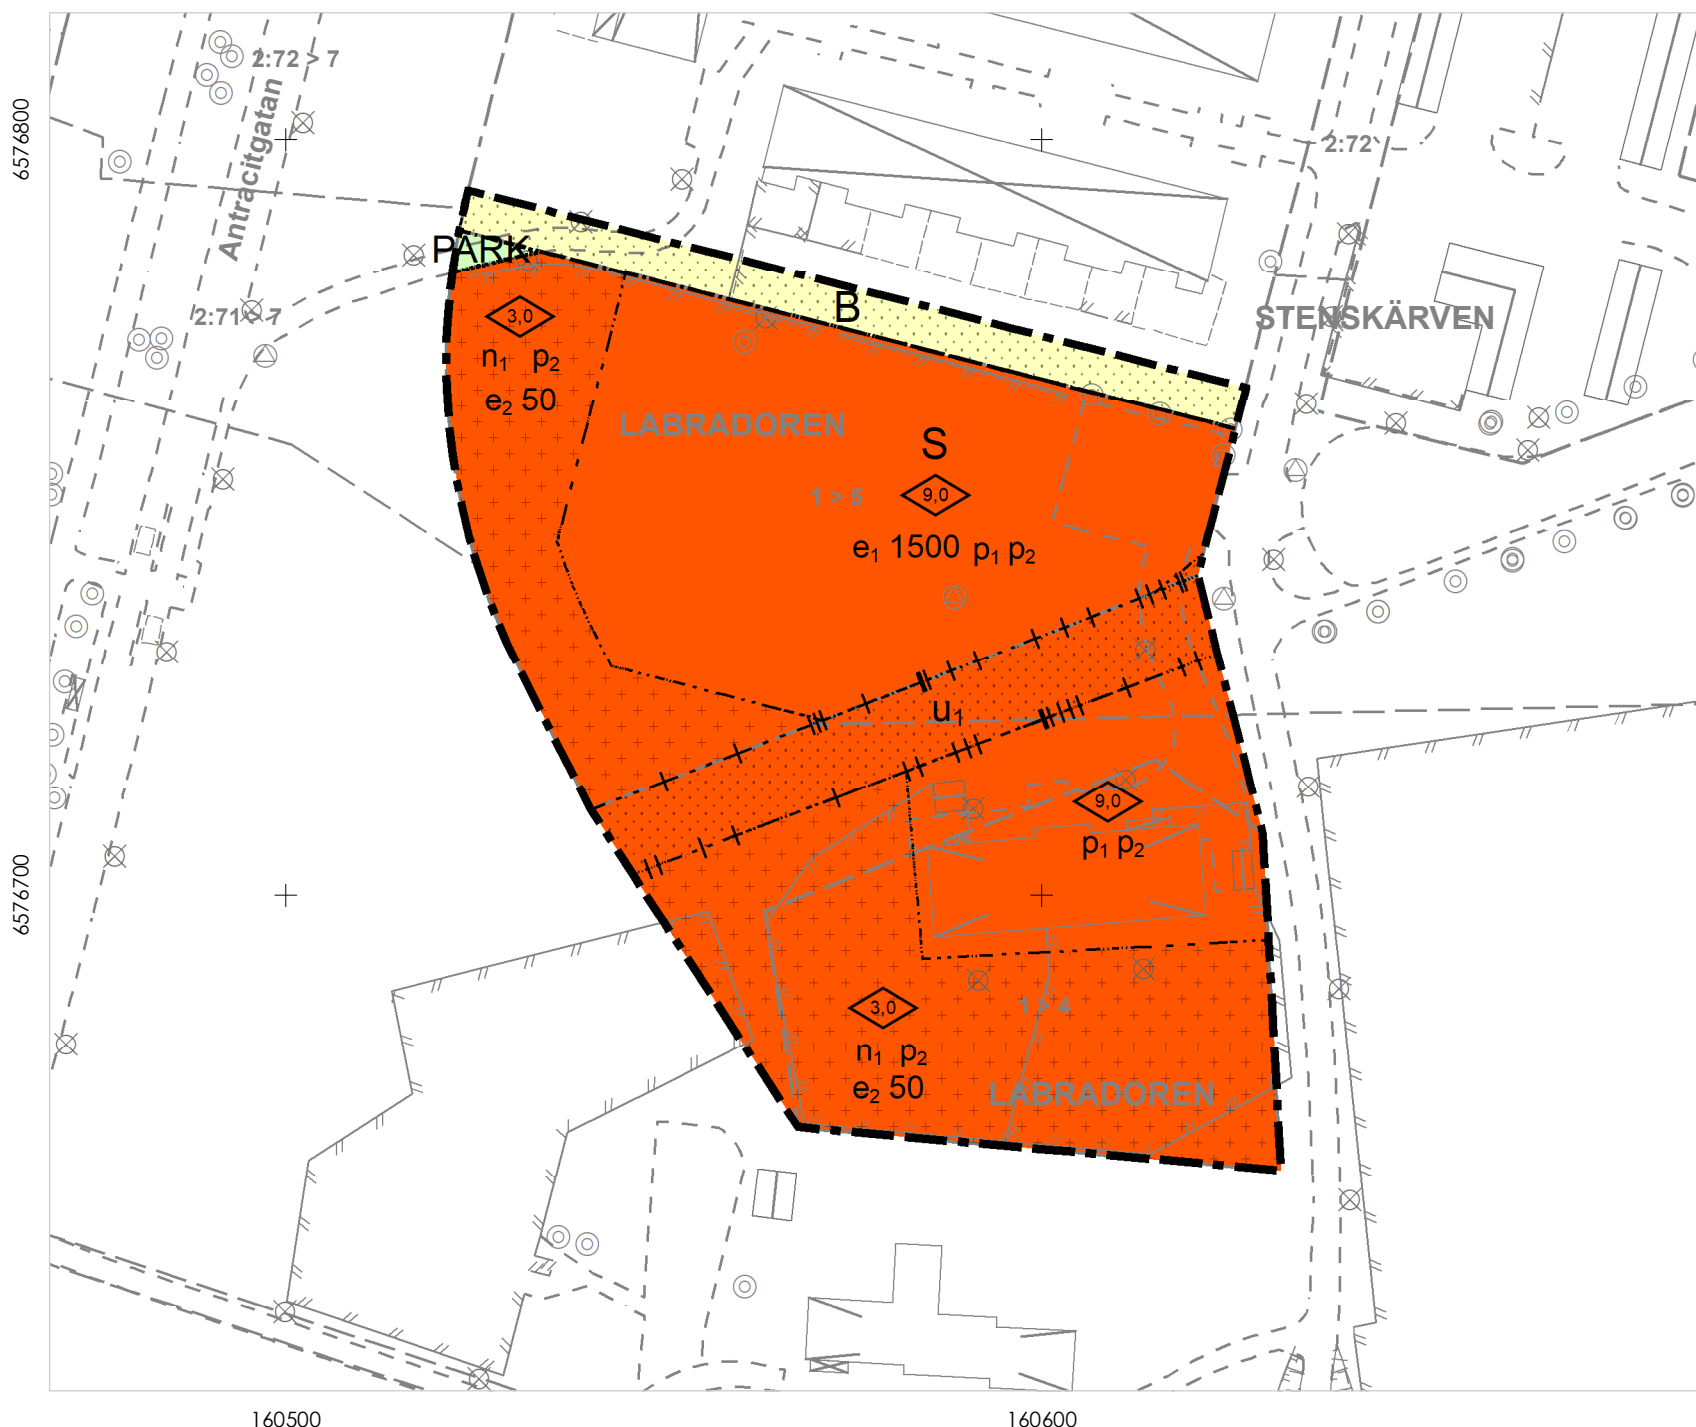 2:72 > 7
Antracitgatan
6576800
2:72
PARK
B
2:71 > 7
3,0
n₁ p₂
e₂ 50
STENSKÄRVEN
LABRADOREN
S
1 > 5
9,0
e₁ 1500 p₁ p₂
u₁
9,0
p₁ p₂
6576700
3,0
1 > 4
n₁ p₂
e₂ 50
LABRADOREN
160500
160600